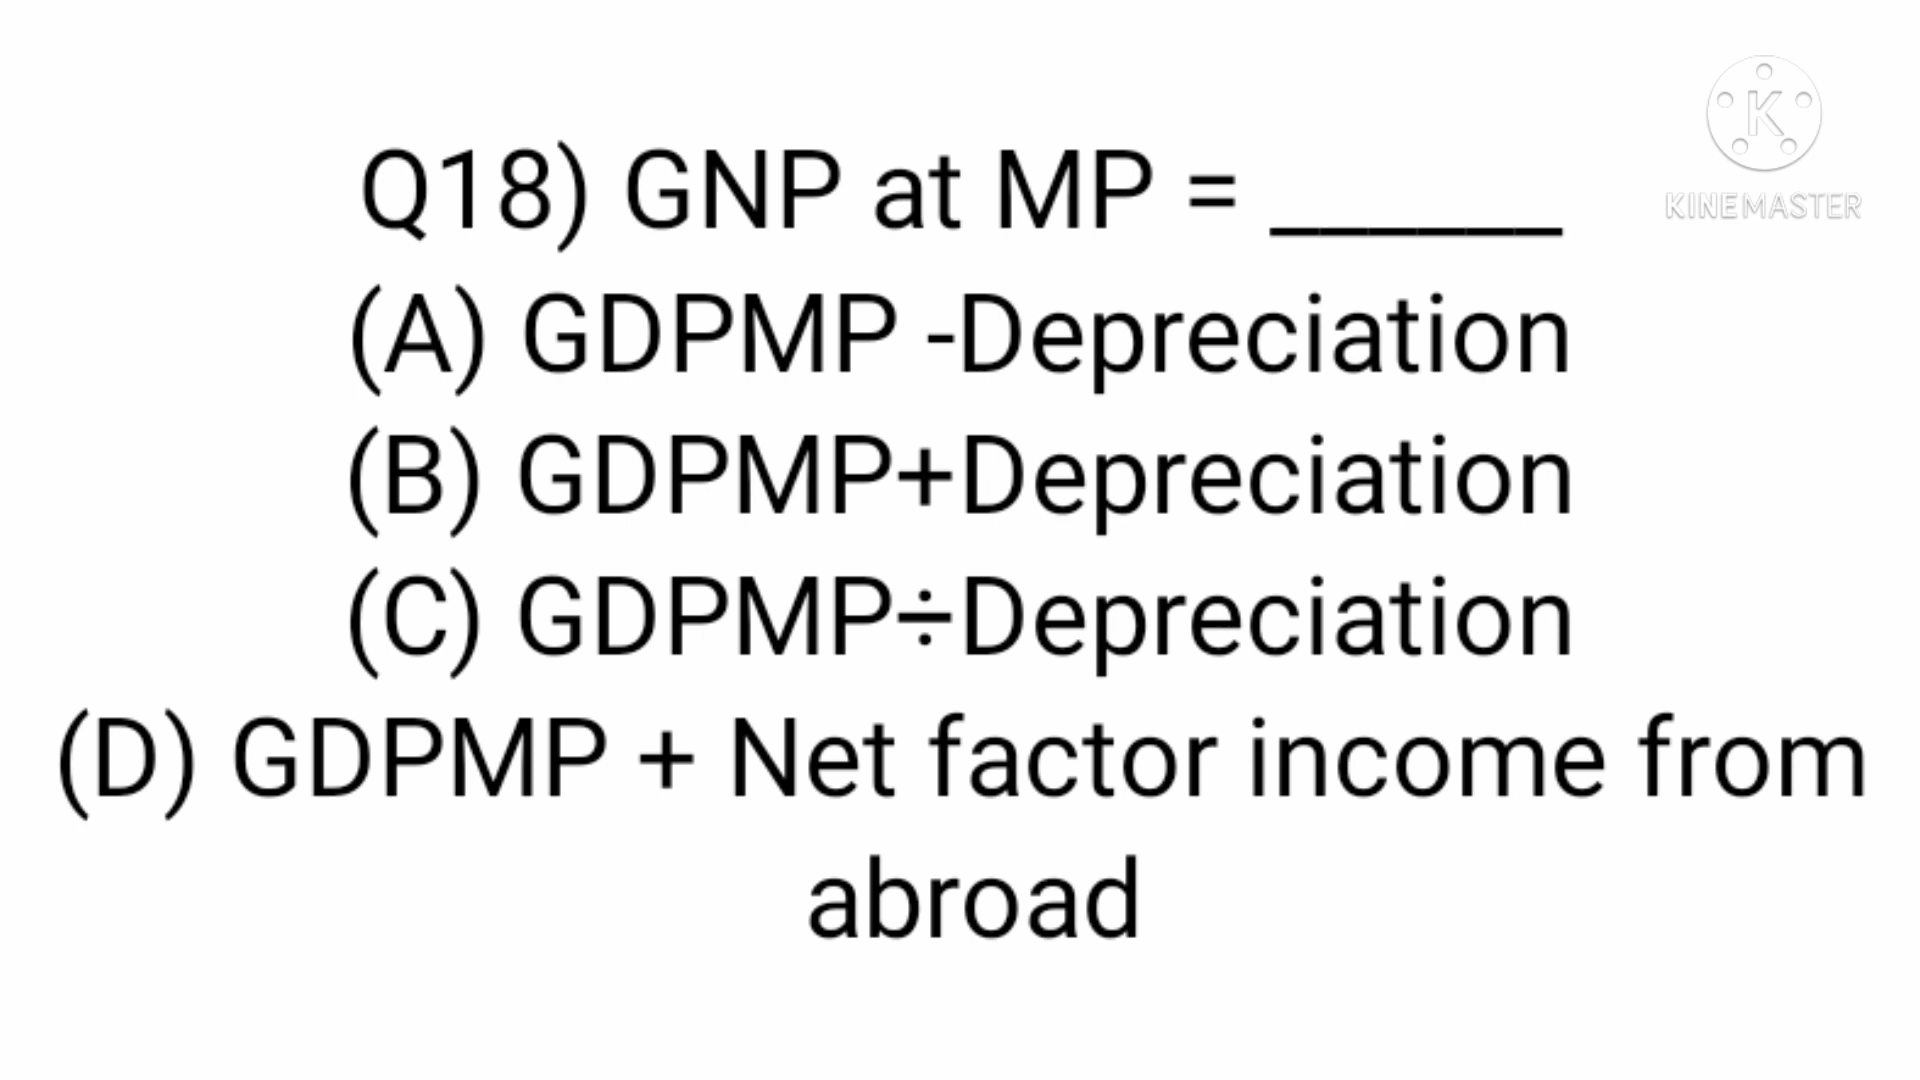 K
KINEMASTER
Q18) GNP at MP = ______
(A) GDPMP -Depreciation
(B) GDPMP+Depreciation
(C) GDPMP÷Depreciation
(D) GDPMP + Net factor income from
abroad